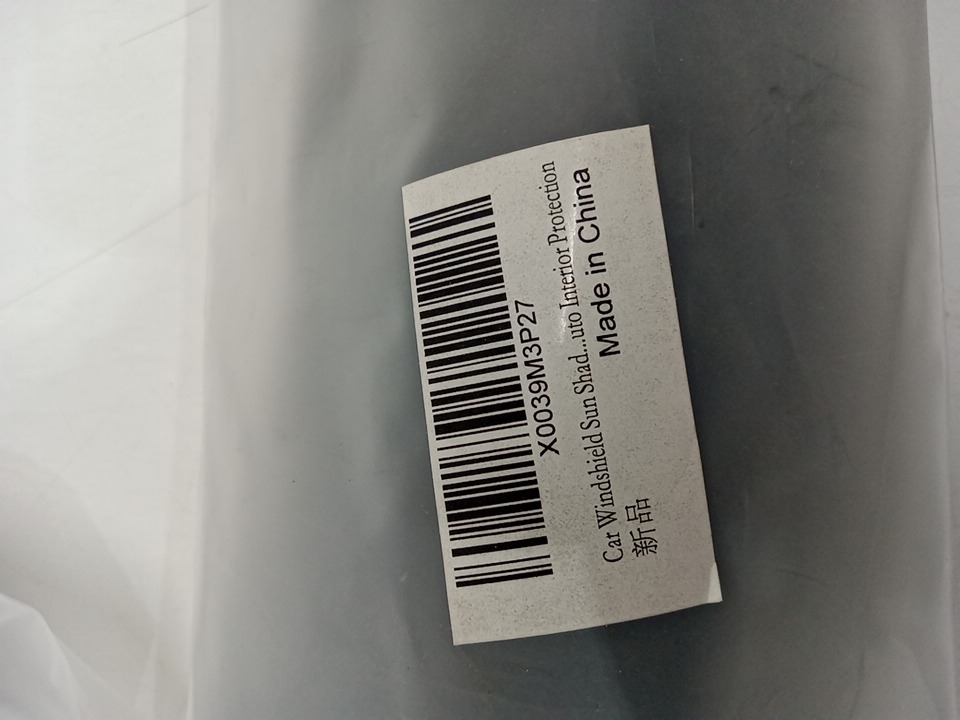 X0039M3P27
Car Windshield Sun Shad...uto Interior Protection
新品
Made in China